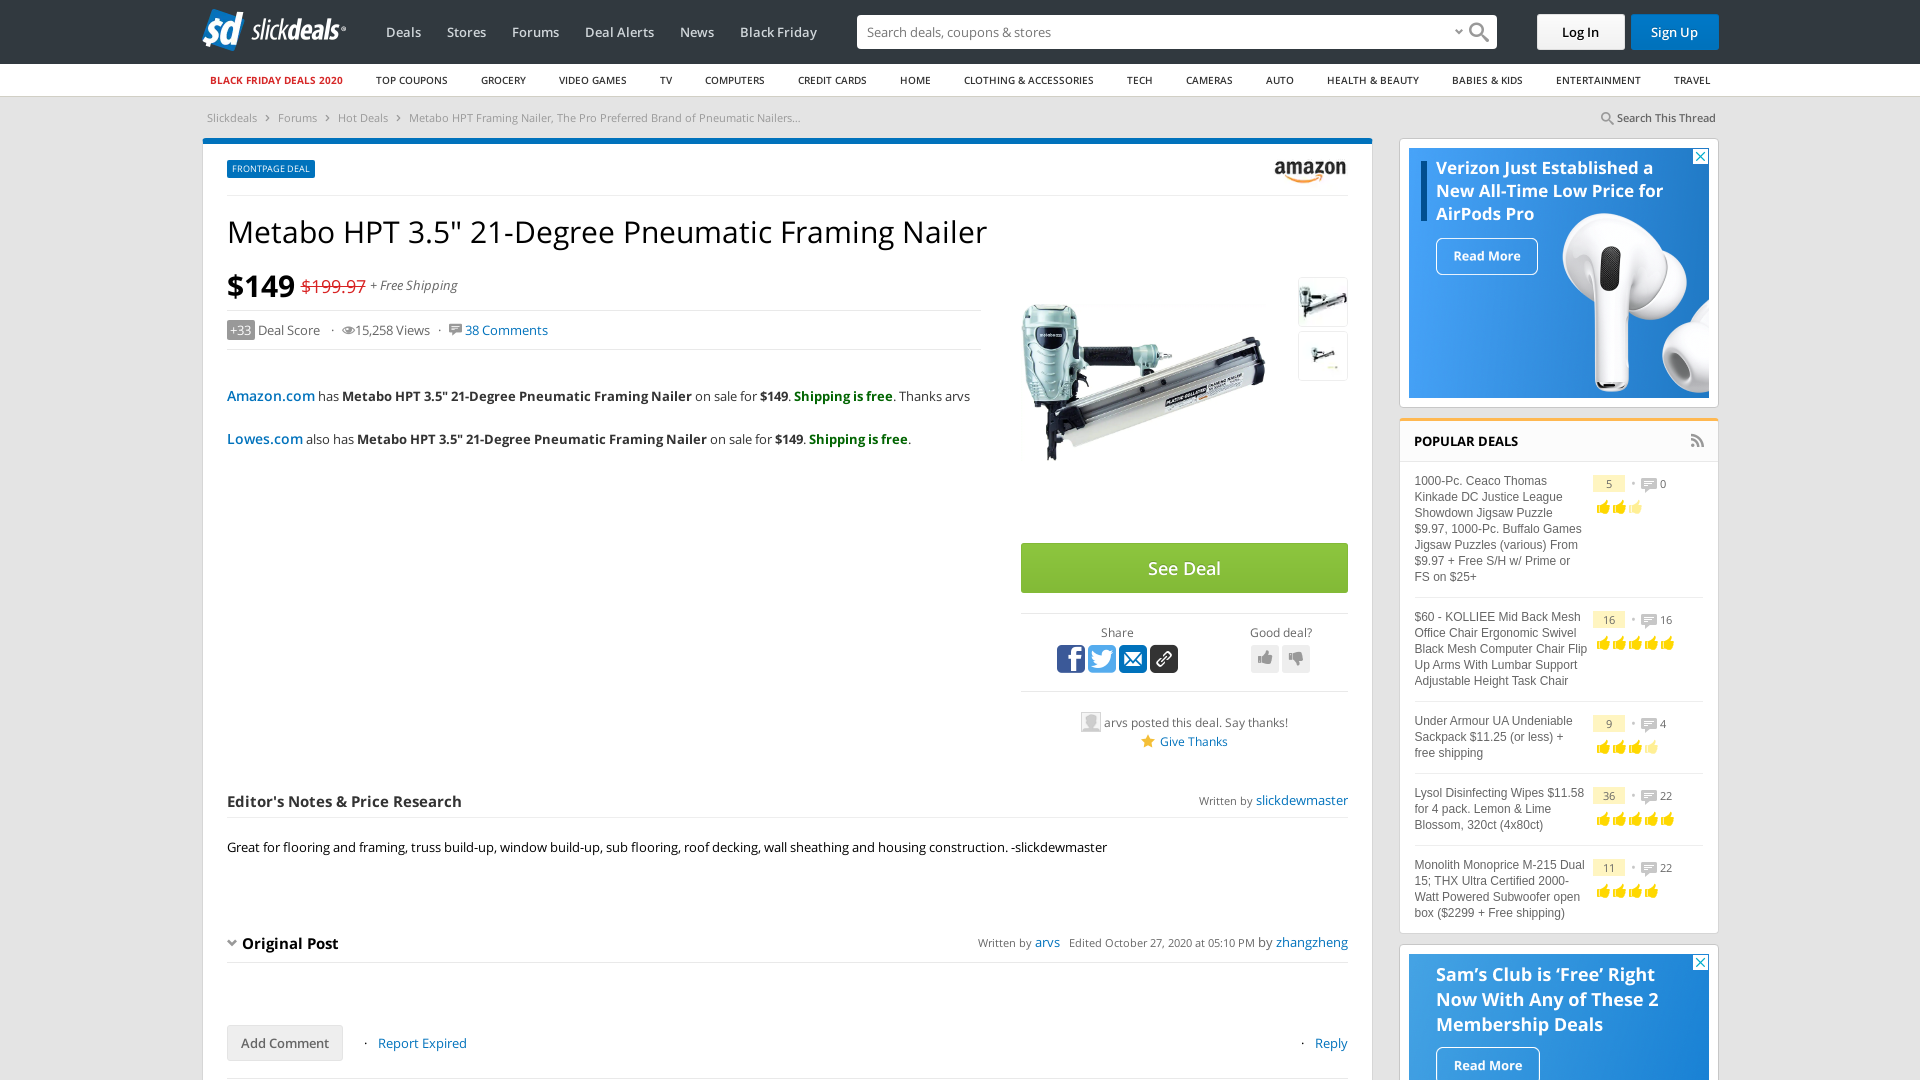 slickdeals
Deals
Stores
Forums
Deal Alerts
News
Black Friday
Search deals, coupons & stores
Log In
Sign Up
BLACK FRIDAY DEALS 2020
TOP COUPONS
GROCERY
VIDEO GAMES
TV
COMPUTERS
CREDIT CARDS
HOME
CLOTHING & ACCESSORIES
TECH
CAMERAS
AUTO
HEALTH & BEAUTY
BABIES & KIDS
ENTERTAINMENT
TRAVEL
Slickdeals › Forums › Hot Deals › Metabo HPT Framing Nailer, The Pro Preferred Brand of Pneumatic Nailers...
Search This Thread
FRONTPAGE DEAL
amazon
Metabo HPT 3.5" 21-Degree Pneumatic Framing Nailer
$149 $199.97 + Free Shipping
+33 Deal Score · 15,258 Views · 38 Comments
Amazon.com has Metabo HPT 3.5" 21-Degree Pneumatic Framing Nailer on sale for $149. Shipping is free. Thanks arvs
Lowes.com also has Metabo HPT 3.5" 21-Degree Pneumatic Framing Nailer on sale for $149. Shipping is free.
See Deal
Share
Good deal?
arvs posted this deal. Say thanks!
Give Thanks
Editor's Notes & Price Research
Written by slickdewmaster
Great for flooring and framing, truss build-up, window build-up, sub flooring, roof decking, wall sheathing and housing construction. -slickdewmaster
Original Post
Written by arvs Edited October 27, 2020 at 05:10 PM by zhangzheng
Add Comment
· Report Expired
· Reply
Verizon Just Established a
New All-Time Low Price for
AirPods Pro
Read More
POPULAR DEALS
1000-Pc. Ceaco Thomas
Kinkade DC Justice League
Showdown Jigsaw Puzzle
$9.97, 1000-Pc. Buffalo Games
Jigsaw Puzzles (various) From
$9.97 + Free S/H w/ Prime or
FS on $25+
5 • 0
$60 - KOLLIEE Mid Back Mesh
Office Chair Ergonomic Swivel
Black Mesh Computer Chair Flip
Up Arms With Lumbar Support
Adjustable Height Task Chair
16 • 16
Under Armour UA Undeniable
Sackpack $11.25 (or less) +
free shipping
9 • 4
Lysol Disinfecting Wipes $11.58
for 4 pack. Lemon & Lime
Blossom, 320ct (4x80ct)
36 • 22
Monolith Monoprice M-215 Dual
15; THX Ultra Certified 2000-
Watt Powered Subwoofer open
box ($2299 + Free shipping)
11 • 22
Sam's Club is 'Free' Right
Now With Any of These 2
Membership Deals
Read More